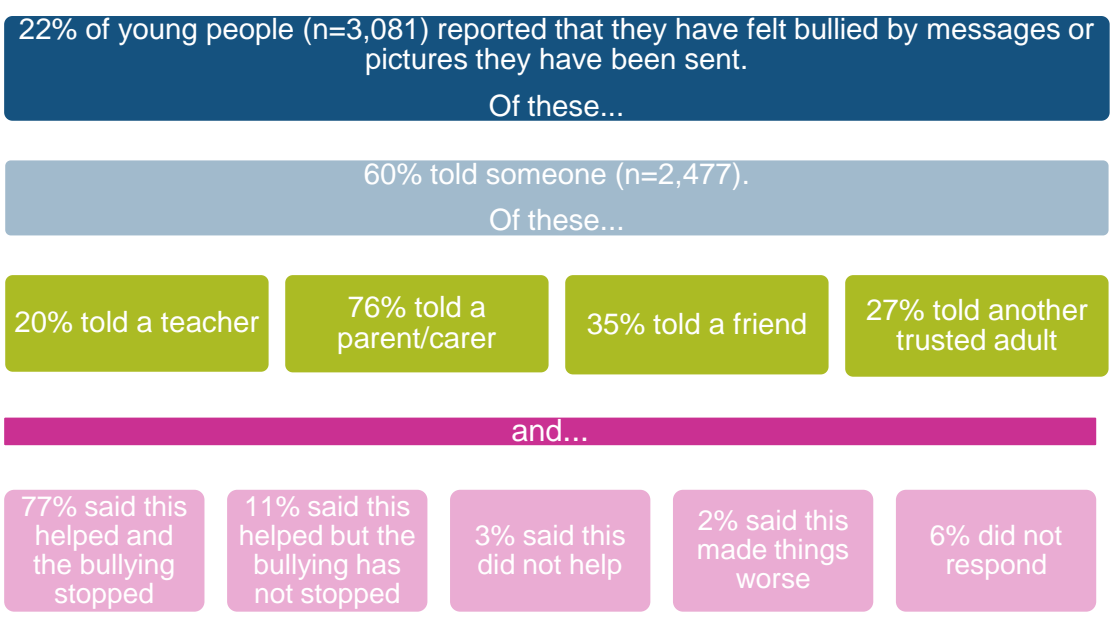 22% of young people (n=3,081) reported that they have felt bullied by messages or
pictures they have been sent.
Of these...
60% told someone (n=2,477).
Of these...
20% told a teacher
76% told a
parent/carer
35% told a friend
27% told another
trusted adult
and...
77% said this
helped and
the bullying
stopped
11% said this
helped but the
bullying has
not stopped
3% said this
did not help
2% said this
made things
worse
6% did not
respond